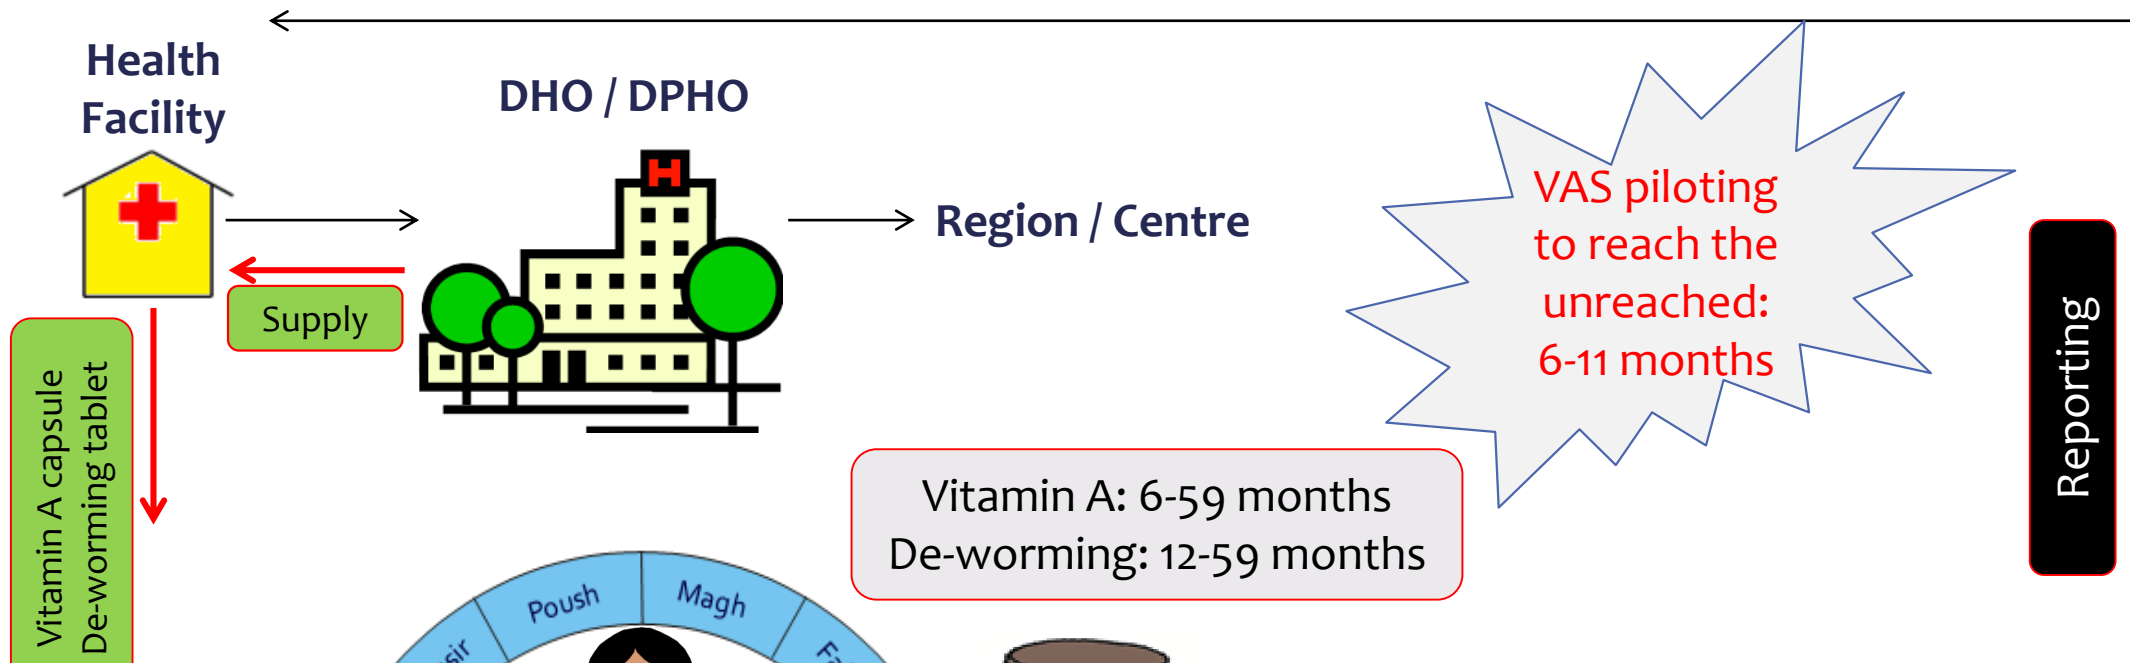 Health
Facility
DHO / DPHO
Region / Centre
VAS piloting
to reach the
unreached:
6-11 months
Reporting
Supply
Vitamin A capsule
De-worming tablet
Vitamin A: 6-59 months
De-worming: 12-59 months
Poush
Magh